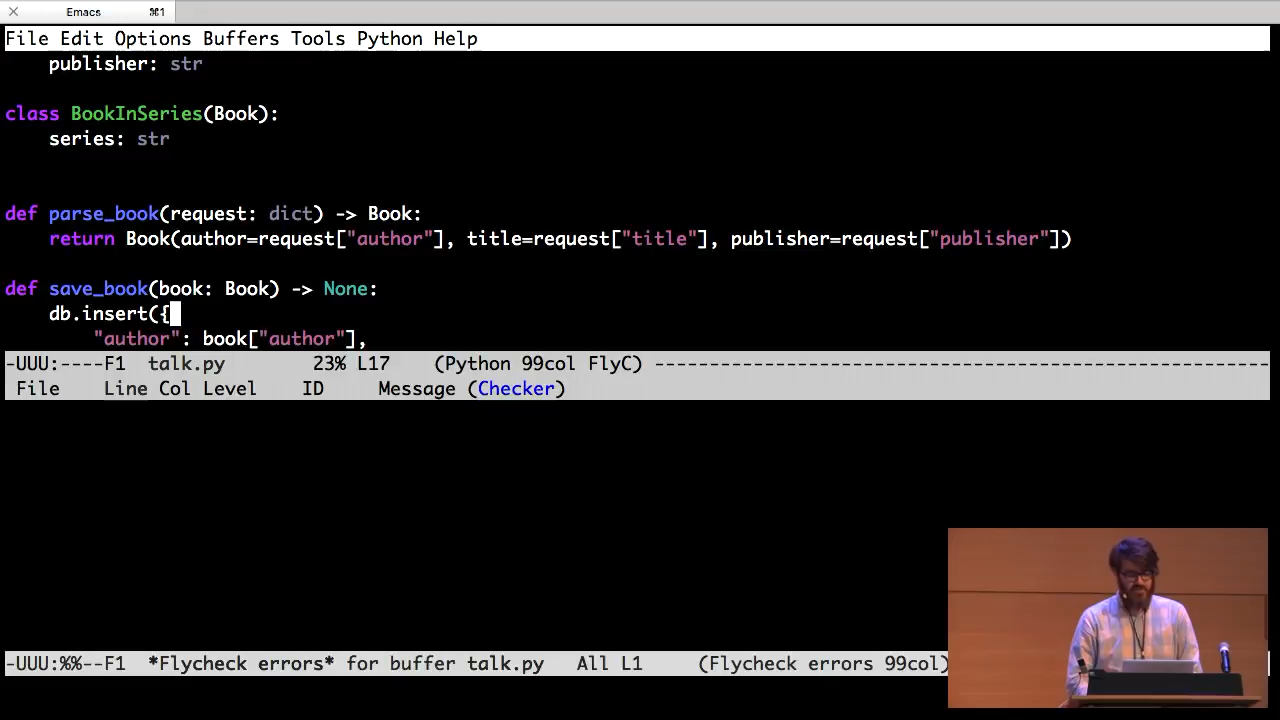 Emacs ⌘1
File Edit Options Buffers Tools Python Help
publisher: str
class BookInSeries(Book):
series: str
def parse_book(request: dict) -> Book:
return Book(author=request["author"], title=request["title"], publisher=request["publisher"])
def save_book(book: Book) -> None:
db.insert({
"author": book["author"],
-UUU:----F1 talk.py 23% L17 (Python 99col FlyC) --------------------------------------------------------
File Line Col Level ID Message (Checker)
-UUU:%%--F1 *Flycheck errors* for buffer talk.py All L1 (Flycheck errors 99col)